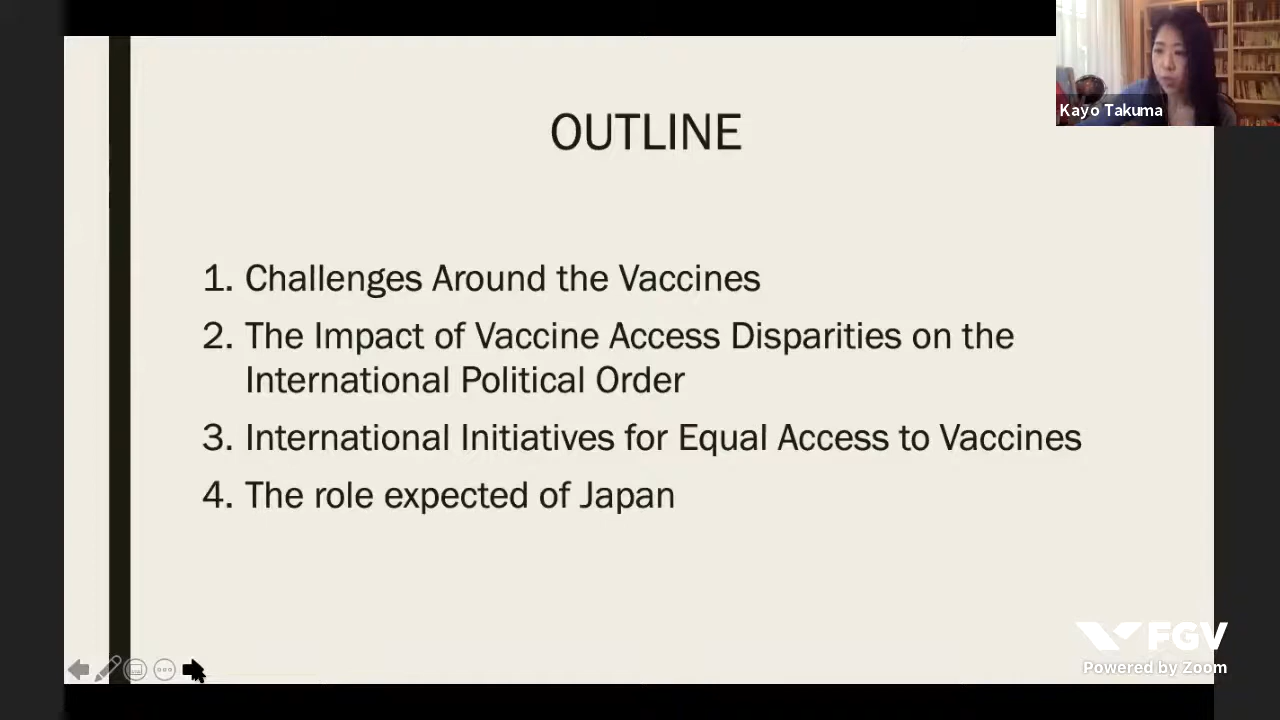 Kayo Takuma
OUTLINE
1. Challenges Around the Vaccines
2. The Impact of Vaccine Access Disparities on the
International Political Order
3. International Initiatives for Equal Access to Vaccines
4. The role expected of Japan
FGV
Powered by Zoom